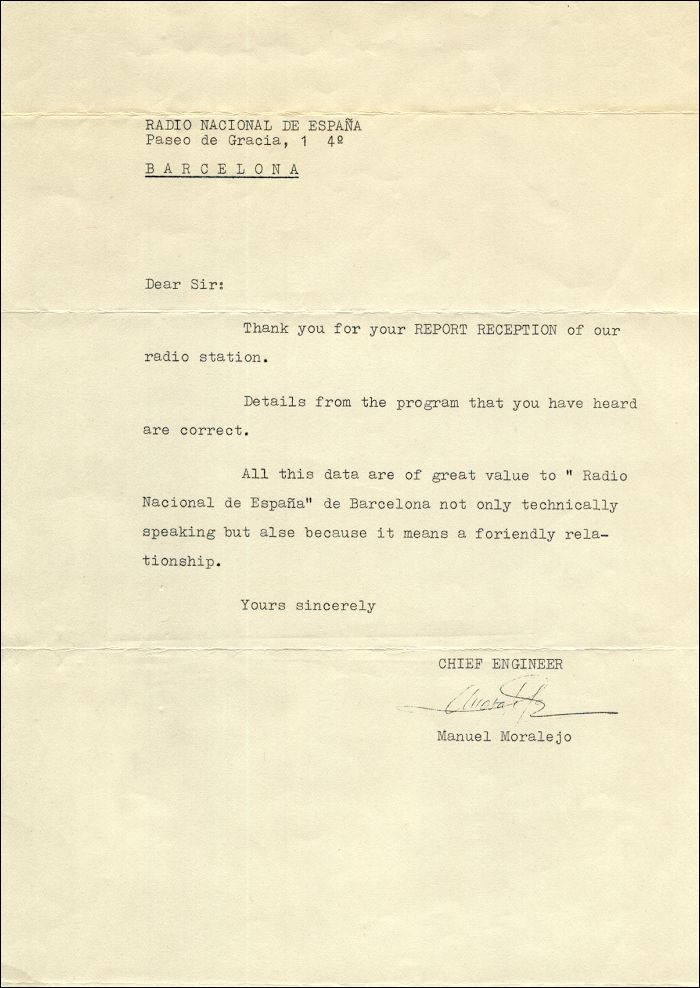 RADIO NACIONAL DE ESPAÑA
Paseo de Gracia, 1 4º
BARCELONA
Dear Sir:
Thank you for your REPORT RECEPTION of our
radio station.
Details from the program that you have heard
are correct.
All this data are of great value to " Radio
Nacional de España" de Barcelona not only technically
speaking but alse because it means a foriendly rela-
tionship.
Yours sincerely
CHIEF ENGINEER
Manuel Moralejo